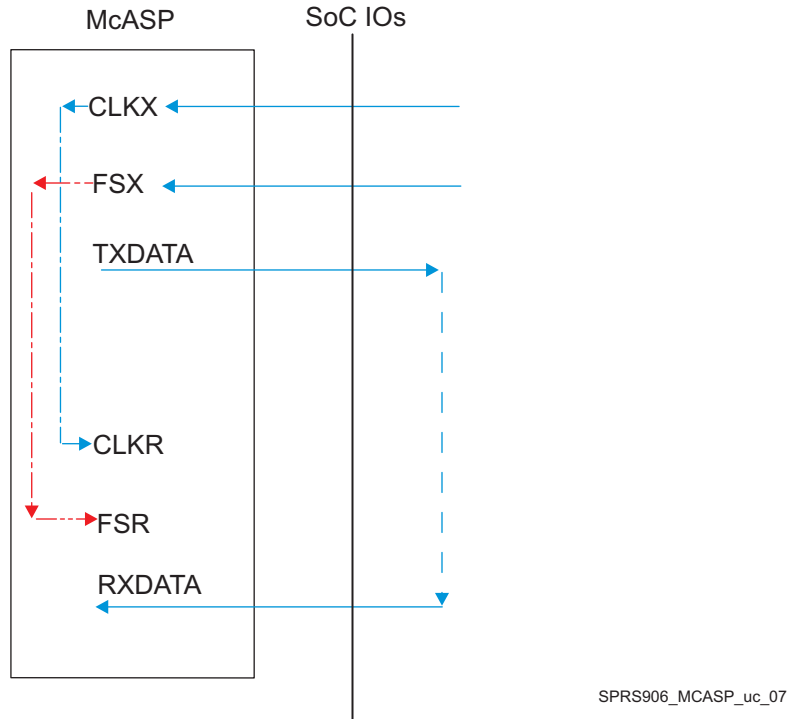 McASP
SoC IOs
CLKX
FSX
TXDATA
CLKR
FSR
RXDATA
SPRS906_MCASP_uc_07